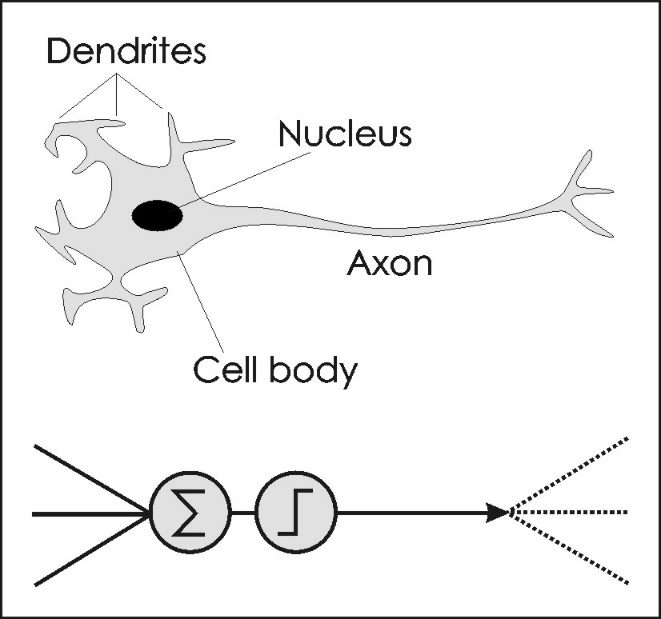 Dendrites
Nucleus
Axon
Cell body
Σ